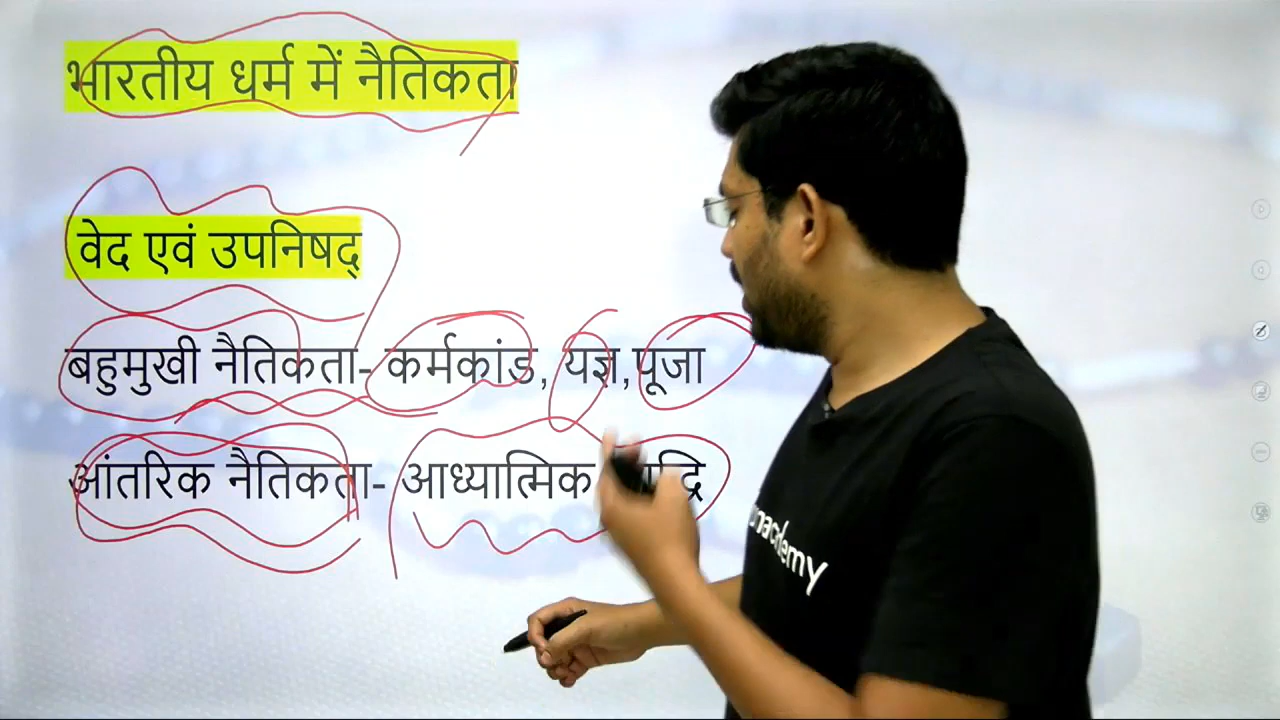 भारतीय धर्म में नैतिकता
वेद एवं उपनिषद्
बहुमुखी नैतिकता- कर्मकांड, यज्ञ,पूजा
आंतरिक नैतिकता- आध्यात्मिक